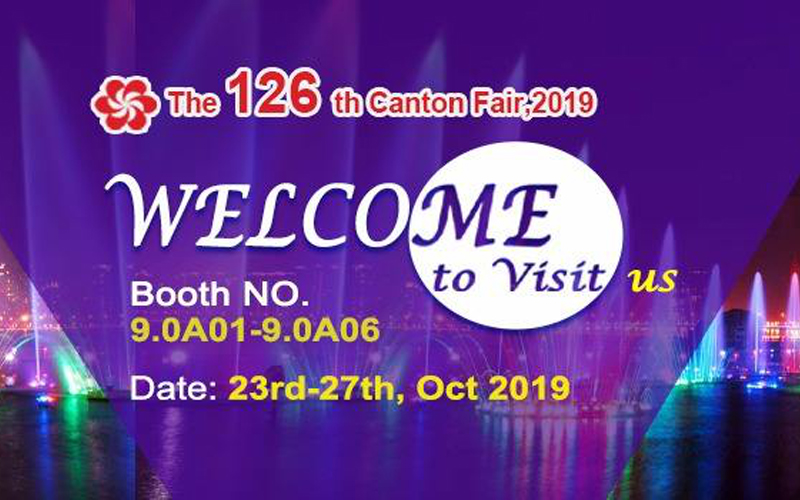 The 126 th Canton Fair,2019
WELCOME
to Visit us
Booth NO.
9.0A01-9.0A06
Date: 23rd-27th, Oct 2019